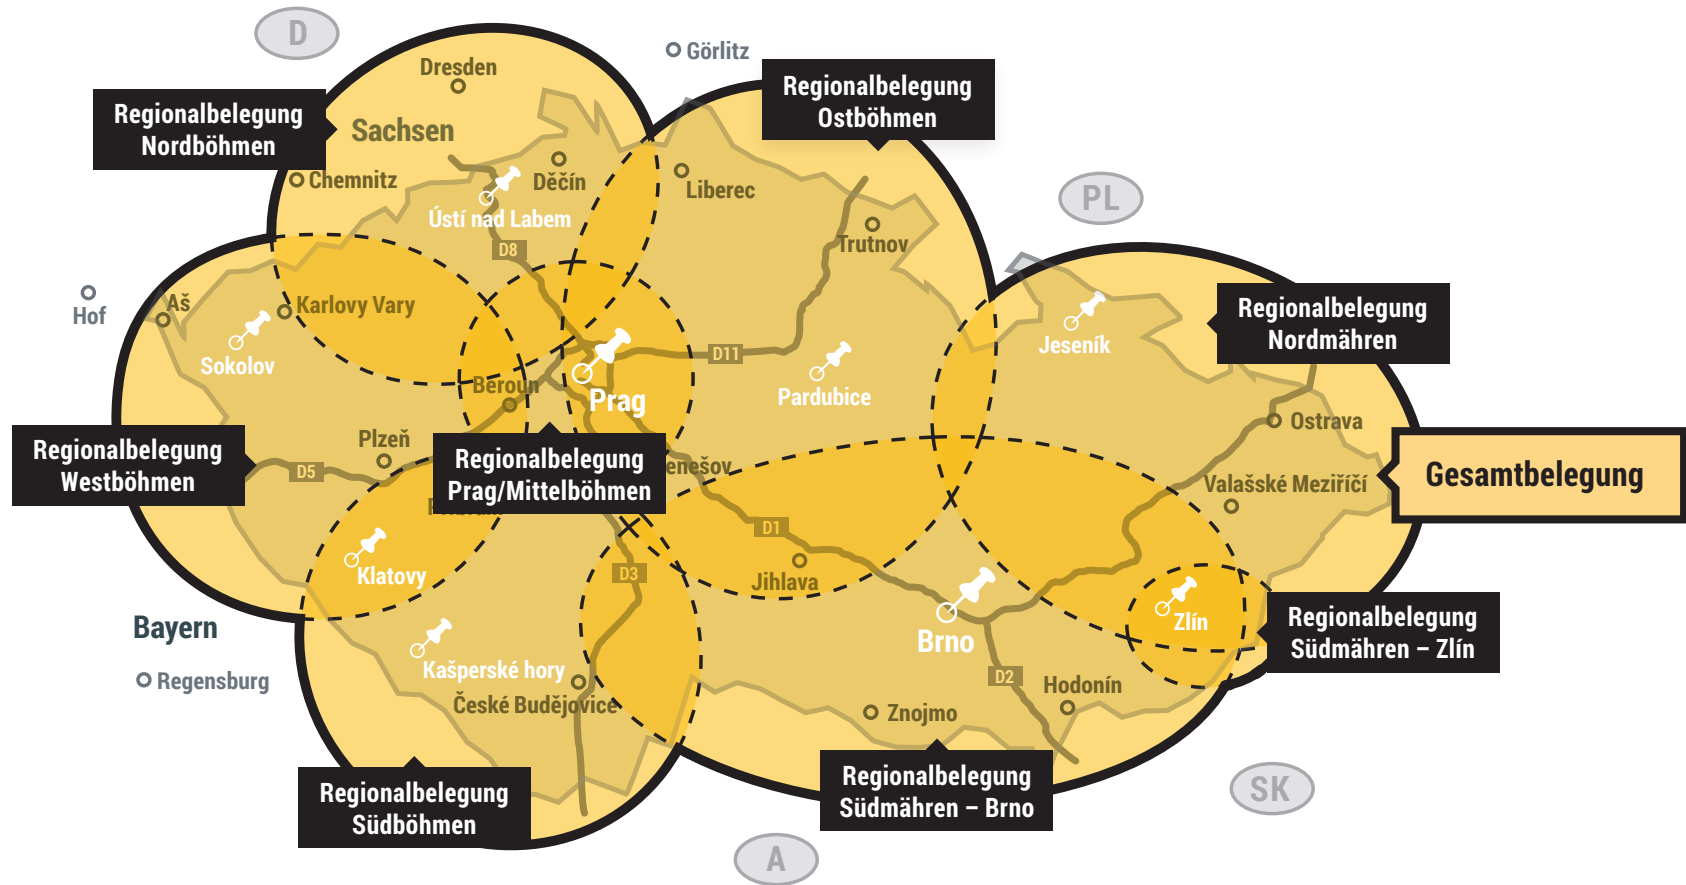 D
Görlitz
Dresden
Regionalbelegung
Ostböhmen
Regionalbelegung
Nordböhmen
Sachsen
Chemnitz
Děčín
Liberec
PL
Ústí nad Labem
Trutnov
D8
Hof
Aš
Karlovy Vary
Sokolov
Regionalbelegung
Nordmähren
Jeseník
D11
Beroun
Prag
Pardubice
Ostrava
Plzeň
Regionalbelegung
Westböhmen
D5
Regionalbelegung
Prag/Mittelböhmen
enešov
Gesamtbelegung
Valašské Meziříčí
D1
Klatovy
D3
Jihlava
Bayern
Brno
Zlín
Regionalbelegung
Südmähren – Zlín
Kašperské hory
Regensburg
České Budějovice
D2
Hodonín
Znojmo
Regionalbelegung
Südböhmen
Regionalbelegung
Südmähren – Brno
SK
A